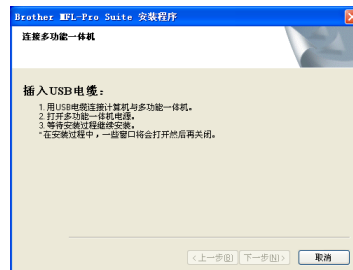 Brother MFL-Pro Suite 安装程序
连接多功能一体机
插入USB电缆：
1. 用USB电缆连接计算机与多功能一体机。
2. 打开多功能一体机电源。
3. 等待安装过程继续安装。
*在安装过程中，一些窗口将会打开然后再关闭。
<上一步(B) 下一步(N)> 取消